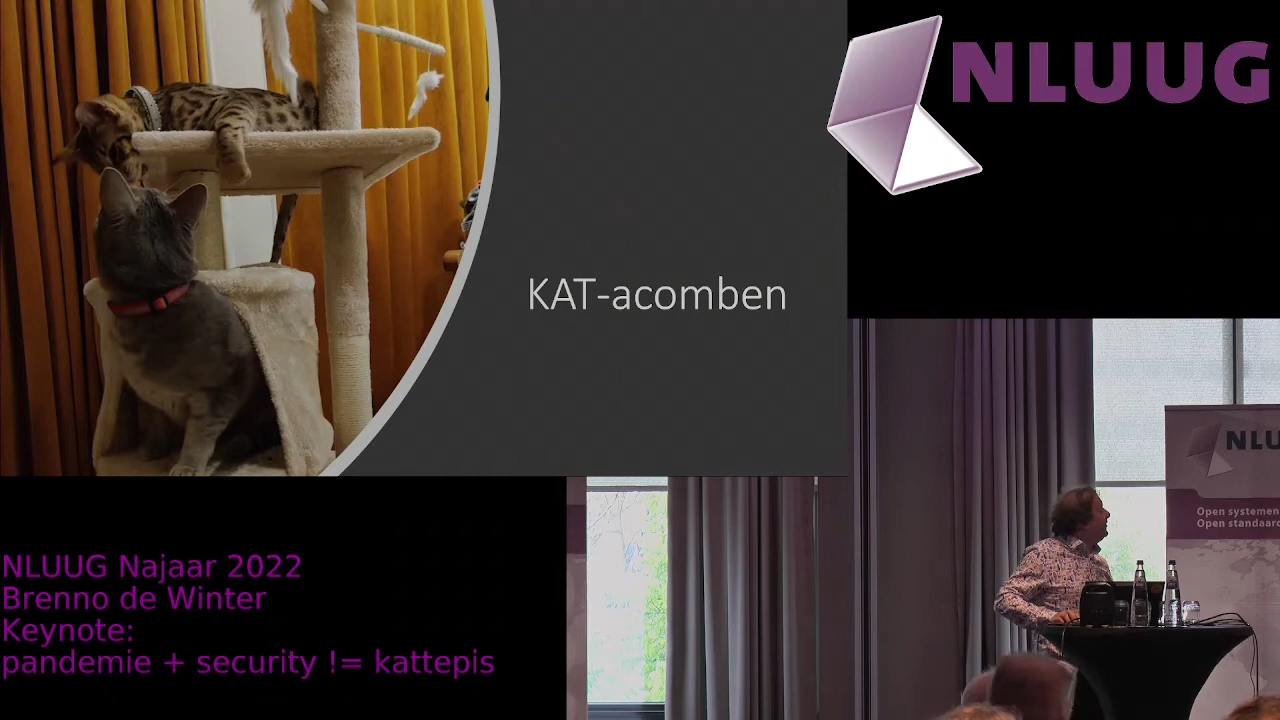 KAT-acomben
NLUUG
NLU
Open systemen
Open standaard
NLUUG Najaar 2022
Brenno de Winter
Keynote:
pandemie + security != kattepis